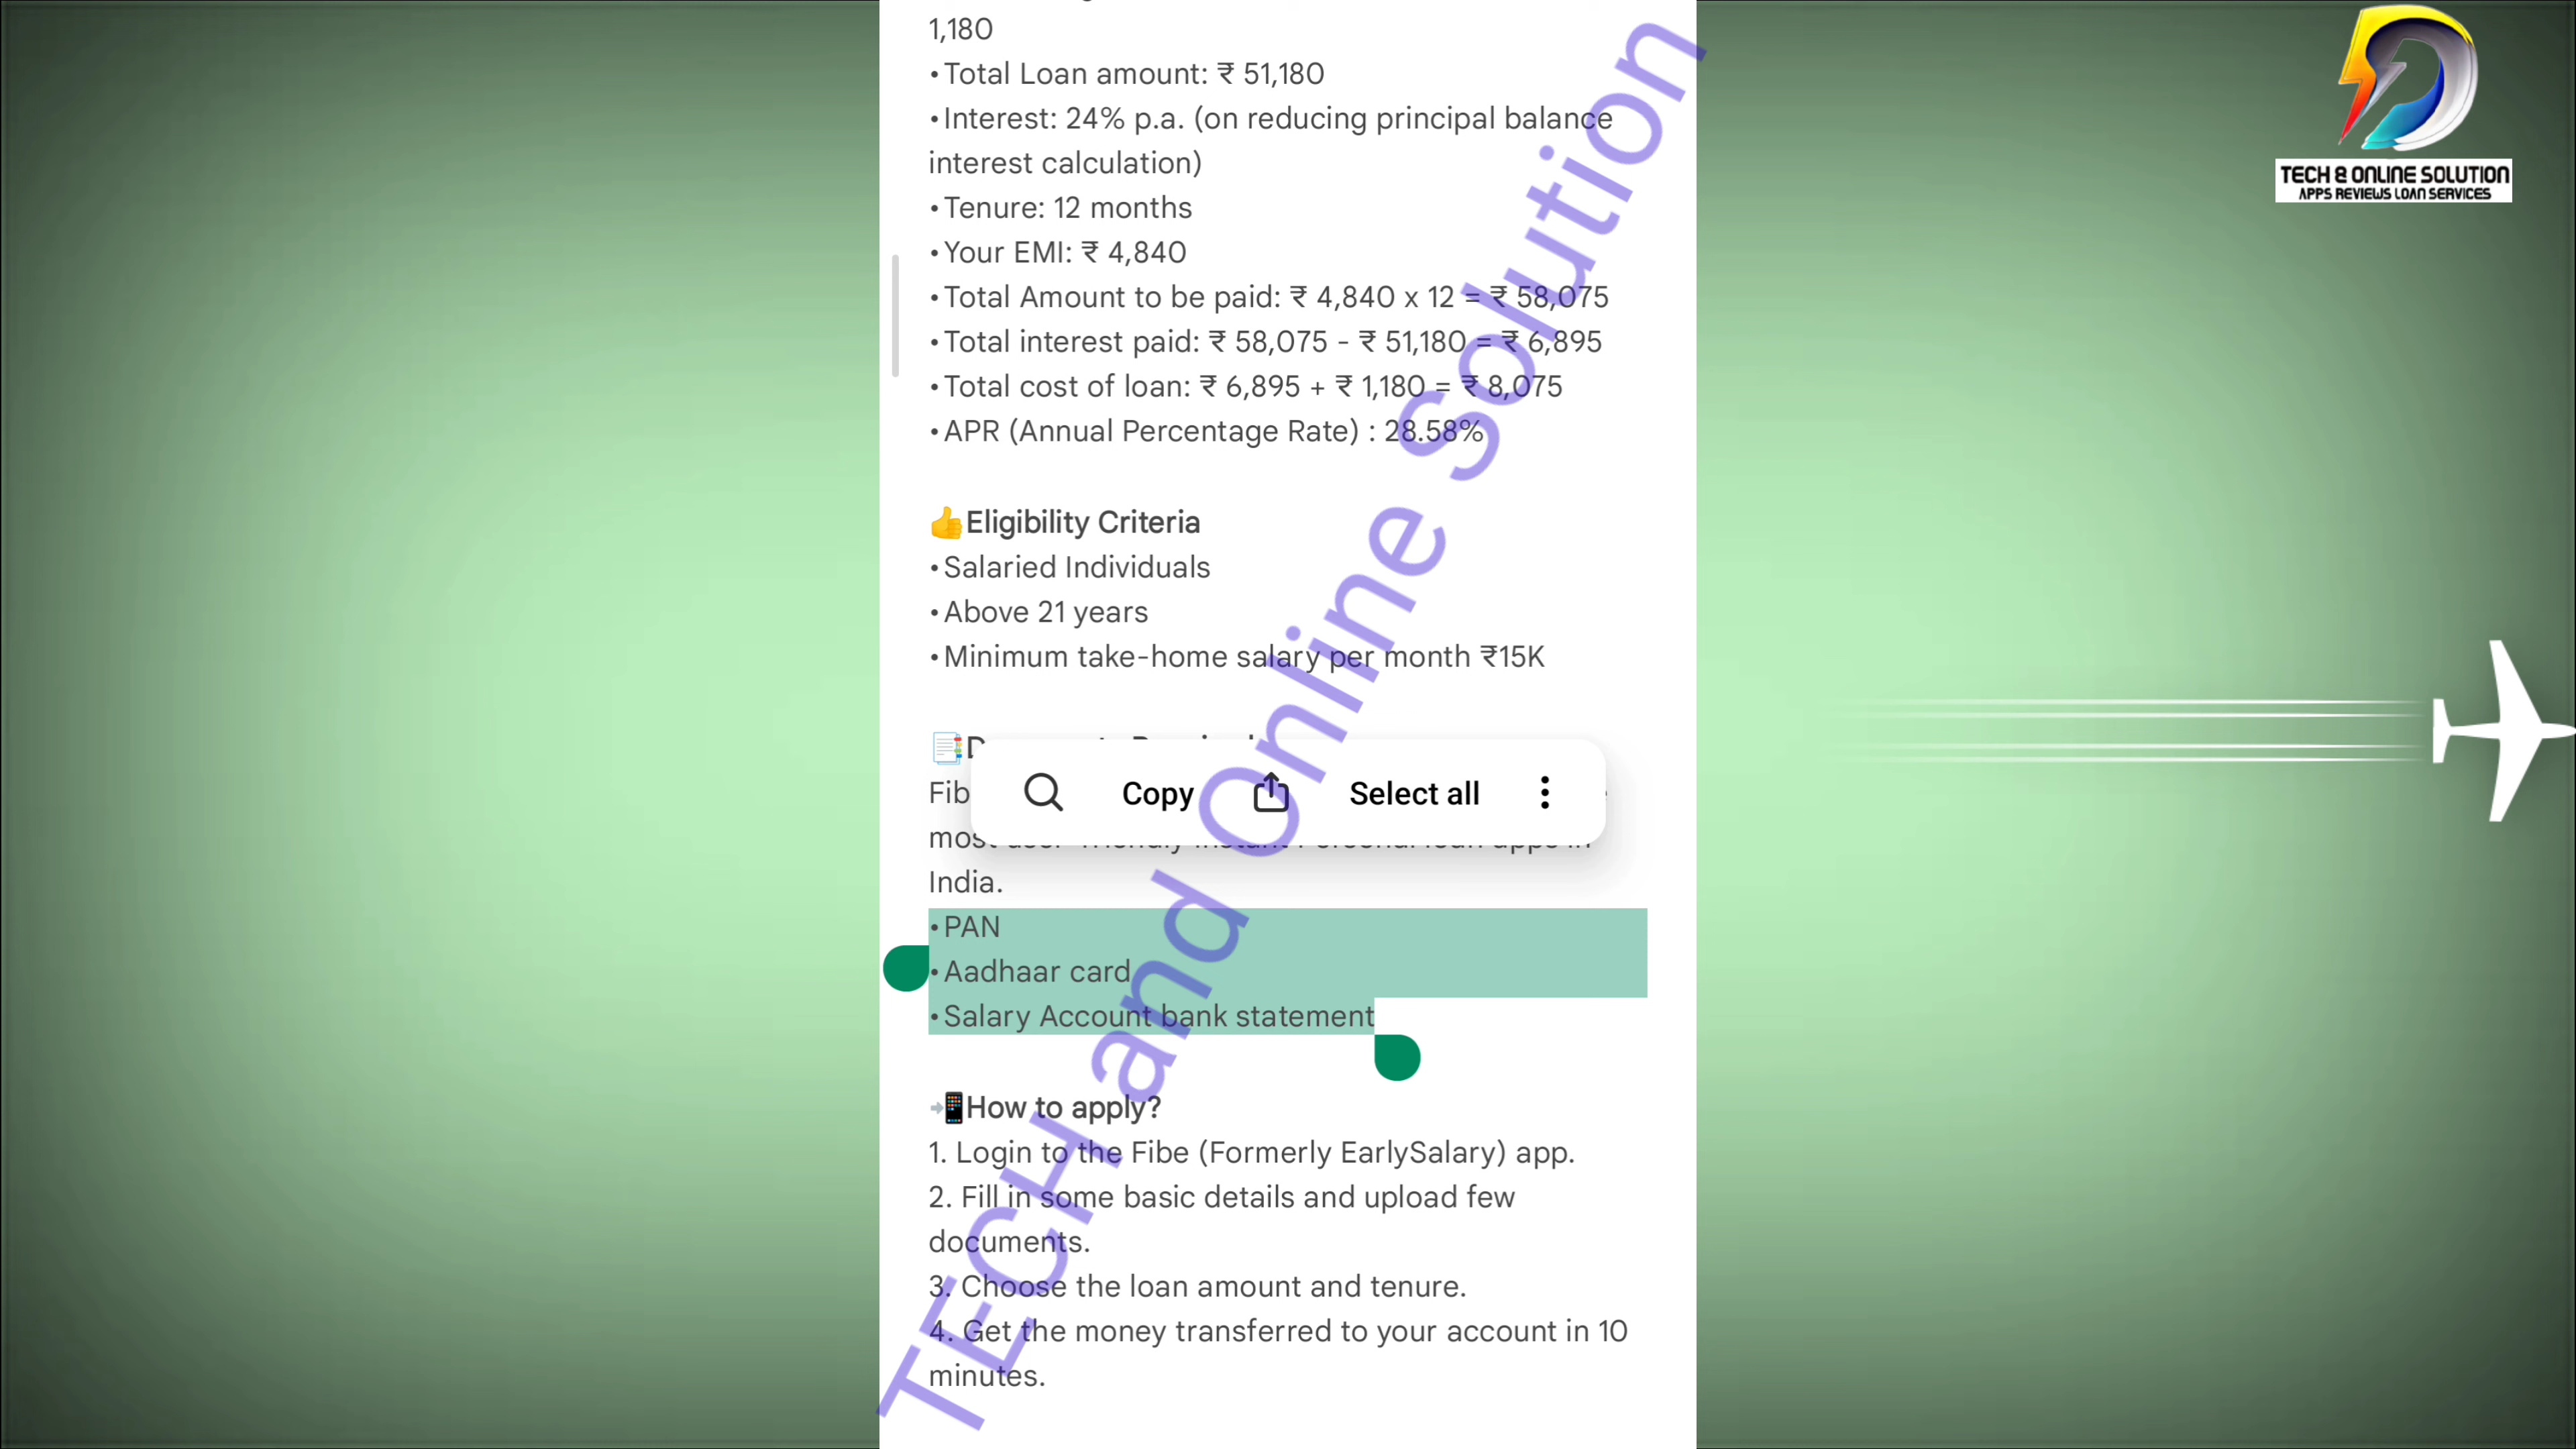 1,180
•Total Loan amount: ₹ 51,180
•Interest: 24% p.a. (on reducing principal balance
interest calculation)
•Tenure: 12 months
•Your EMI: ₹ 4,840
•Total Amount to be paid: ₹ 4,840 x 12 = ₹ 58,075
•Total interest paid: ₹ 58,075 - ₹ 51,180 = ₹ 6,895
•Total cost of loan: ₹ 6,895 + ₹ 1,180 = ₹ 8,075
•APR (Annual Percentage Rate) : 28.58%
👍Eligibility Criteria
•Salaried Individuals
•Above 21 years
•Minimum take-home salary per month ₹15K
Copy Select all
India.
•PAN
•Aadhaar card
•Salary Account bank statement
📲How to apply?
1. Login to the Fibe (Formerly EarlySalary) app.
2. Fill in some basic details and upload few
documents.
3. Choose the loan amount and tenure.
4. Get the money transferred to your account in 10
minutes.
TECH and Online Solution
TECH & ONLINE SOLUTION
APPS REVIEWS LOAN SERVICES